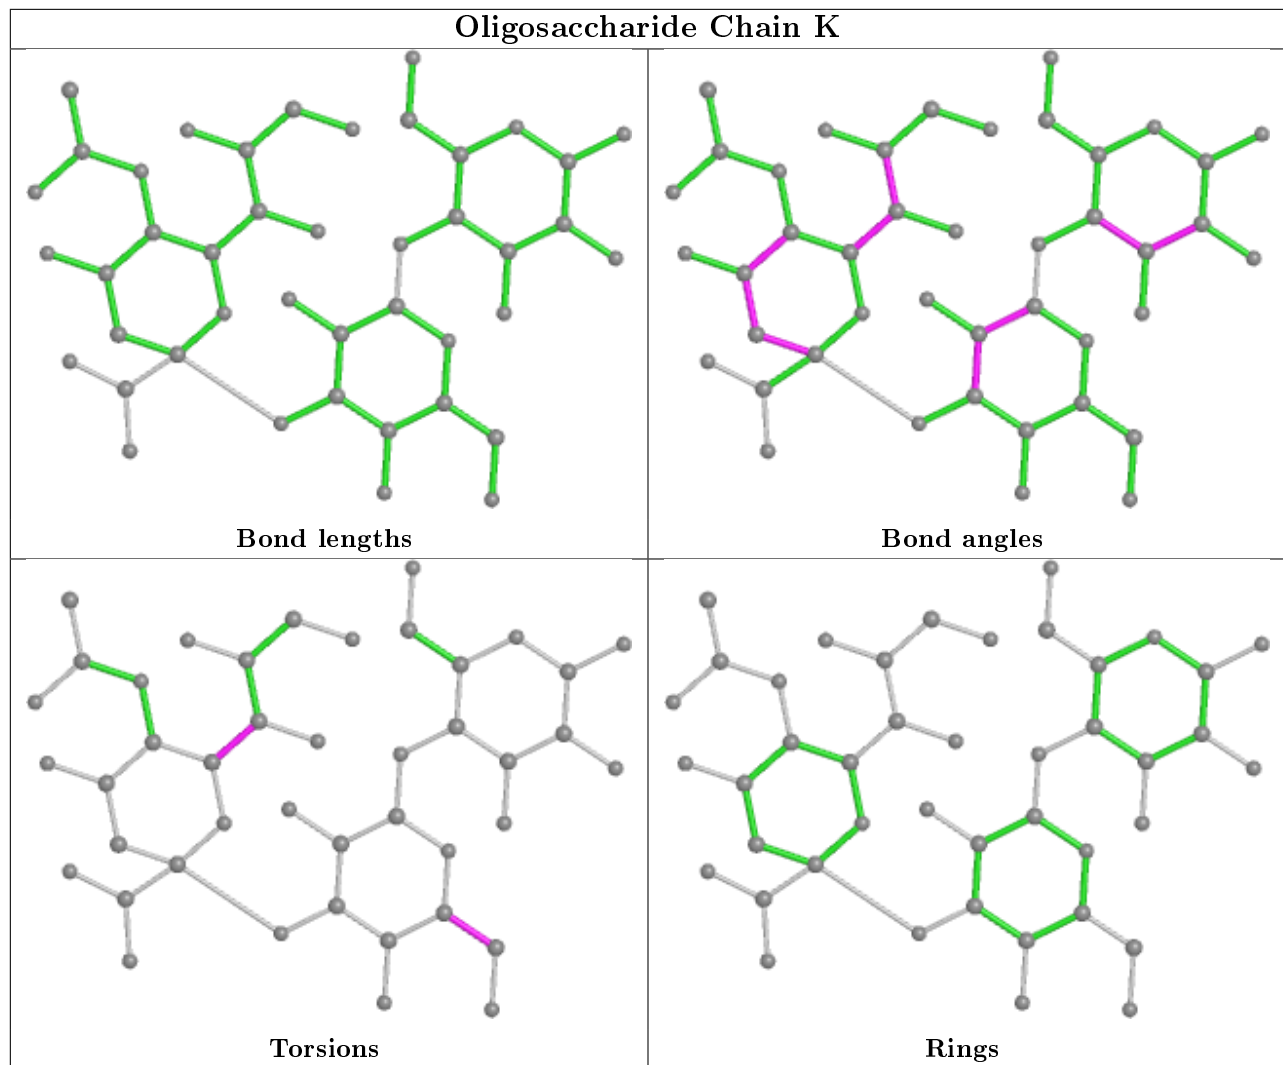 Oligosaccharide Chain K
Bond lengths
Bond angles
Torsions
Rings